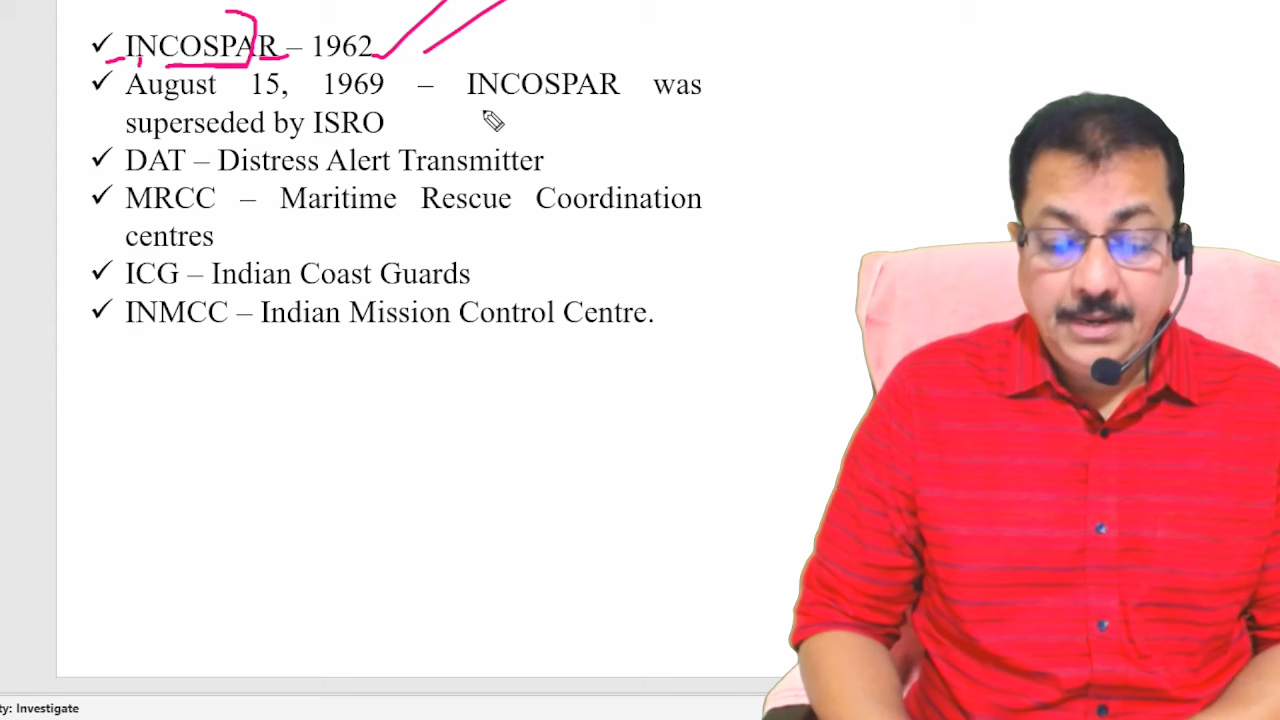 ✓ INCOSPAR – 1962
✓ August 15, 1969 – INCOSPAR was
superseded by ISRO
✓ DAT – Distress Alert Transmitter
✓ MRCC – Maritime Rescue Coordination
centres
✓ ICG – Indian Coast Guards
✓ INMCC – Indian Mission Control Centre.
ty: Investigate